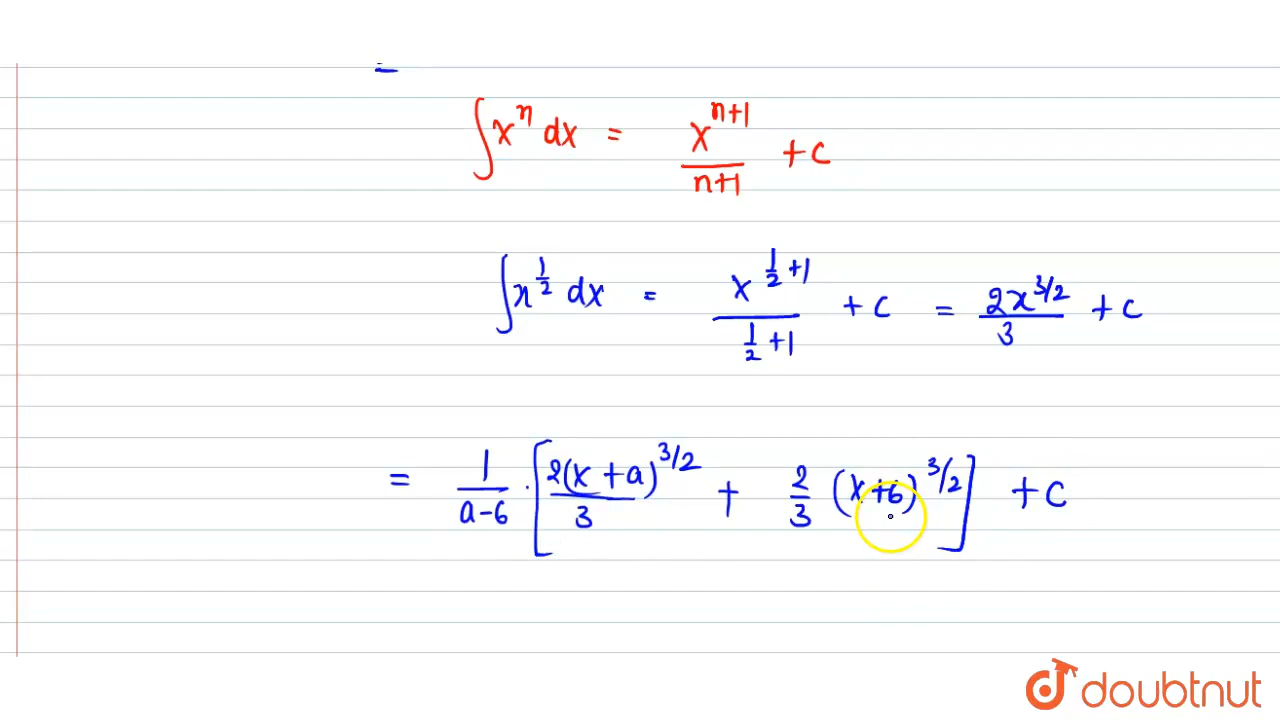 =
∫xⁿ dx = x^(n+1)/(n+1) + c
∫x^(1/2) dx = x^(1/2 +1)/(1/2 +1) + c = 2x^(3/2)/3 + c
= 1/(a-b) · [2(x+a)^(3/2)/3 + 2/3 (x+b)^(3/2)] + c
doubtnut